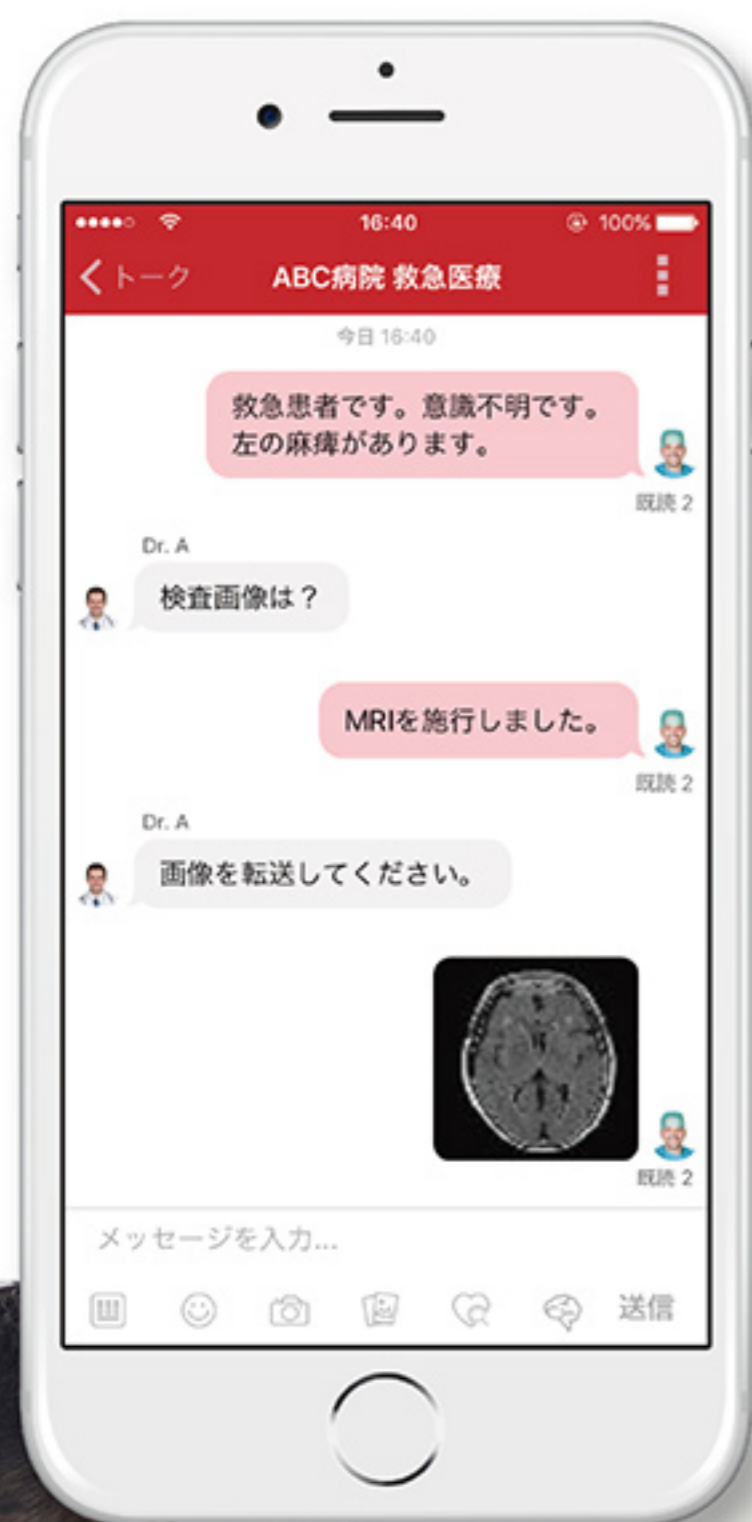 16:40
100%
トーク
ABC病院 救急医療
今日 16:40
救急患者です。意識不明です。
左の麻痺があります。
既読 2
Dr. A
検査画像は？
MRIを施行しました。
既読 2
Dr. A
画像を転送してください。
既読 2
メッセージを入力...
送信